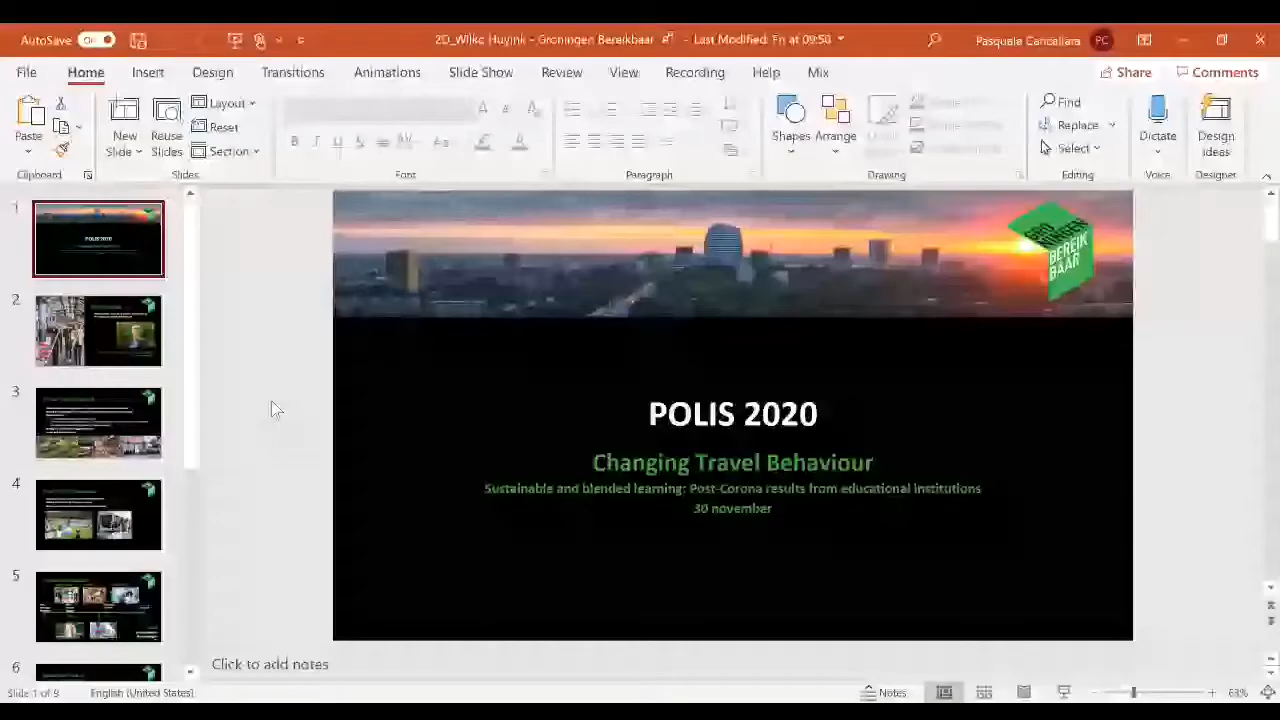 AutoSave On 2D_Wilko Huyink - Groningen Bereikbaar - Last Modified: Fri at 09:50 Pasquale Cancellara PC
File Home Insert Design Transitions Animations Slide Show Review View Recording Help Mix Share Comments
Paste
New Slide
Reuse Slides
Layout
Reset
Section
Shapes
Arrange
Find
Replace
Select
Dictate
Design Ideas
Clipboard Slides Font Paragraph Drawing Editing Voice Designer
1
2
3
4
5
6
BEREIK
BAAR
POLIS 2020
Changing Travel Behaviour
Sustainable and blended learning: Post-Corona results from educational institutions
30 november
Click to add notes
Slide 1 of 9 English (United States) Notes 63%